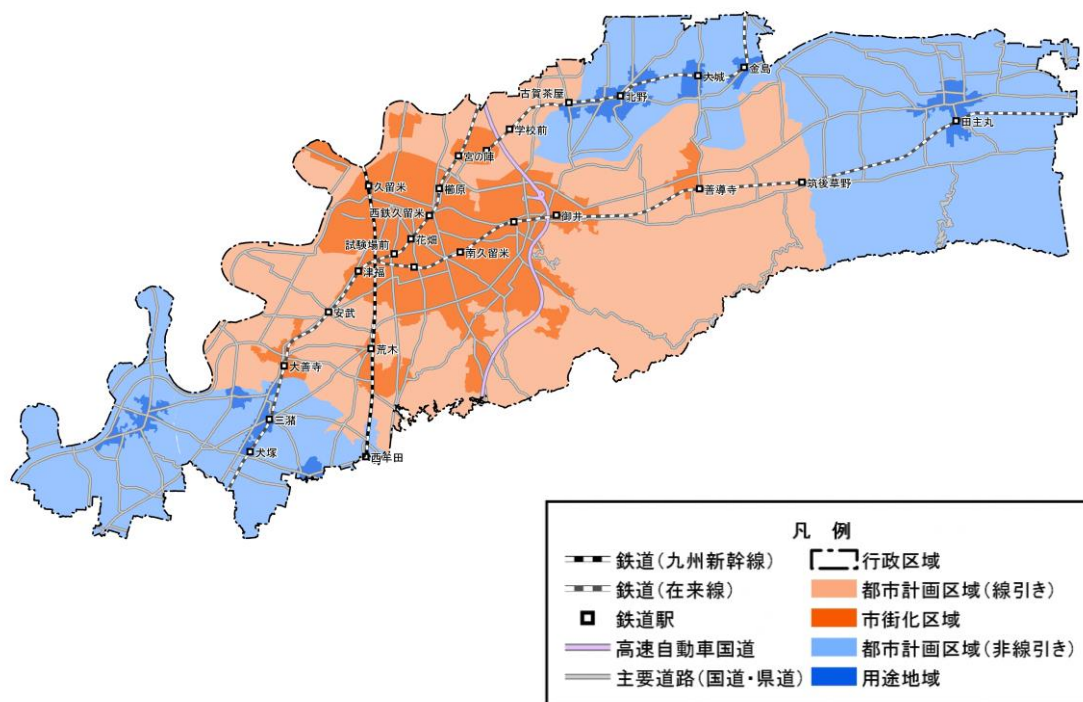 金島
大城
北野
古賀茶屋
田主丸
学校前
宮の陣
久留米
櫛原
善導寺
筑後草野
西鉄久留米
御井
花畑
試験場前
南久留米
津福
安武
荒木
大善寺
三潴
犬塚
西牟田
凡 例
鉄道(九州新幹線)
行政区域
鉄道(在来線)
都市計画区域(線引き)
鉄道駅
市街化区域
高速自動車国道
都市計画区域(非線引き)
主要道路(国道・県道)
用途地域